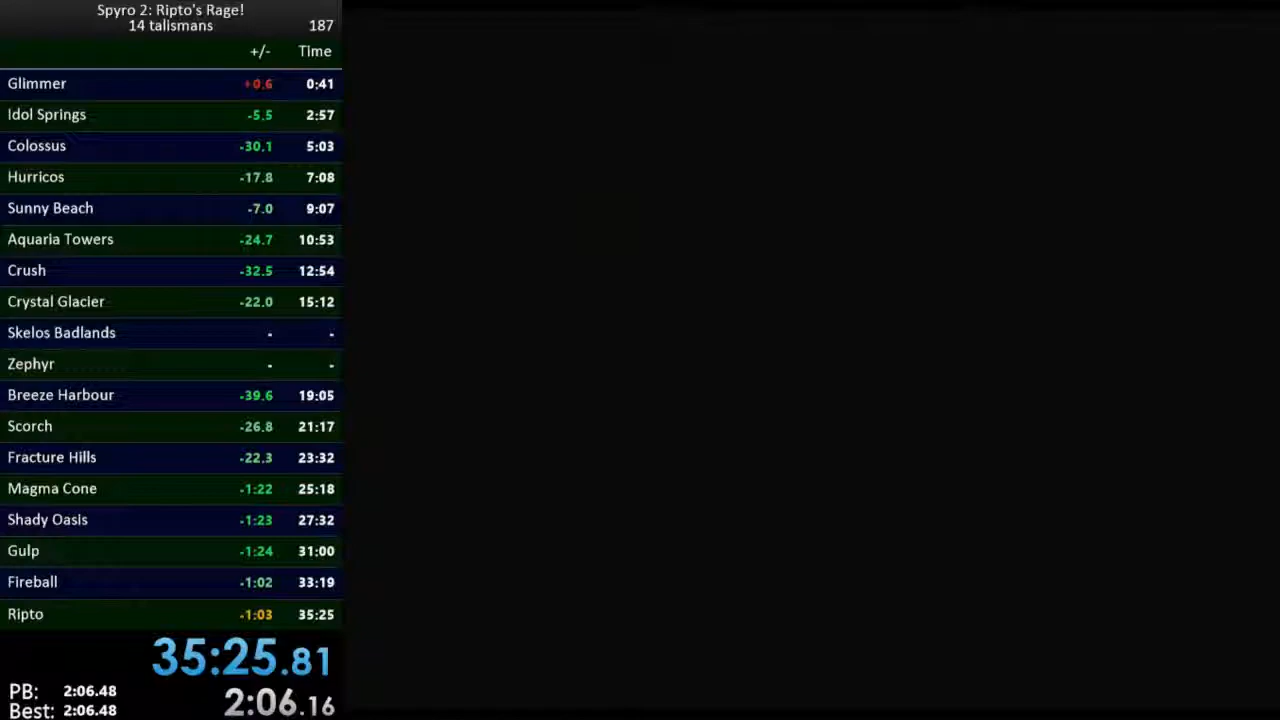 Spyro 2: Ripto's Rage!
14 talismans 187
+/- Time
Glimmer +0.6 0:41
Idol Springs -5.5 2:57
Colossus -30.1 5:03
Hurricos -17.8 7:08
Sunny Beach -7.0 9:07
Aquaria Towers -24.7 10:53
Crush -32.5 12:54
Crystal Glacier -22.0 15:12
Skelos Badlands - -
Zephyr - -
Breeze Harbour -39.6 19:05
Scorch -26.8 21:17
Fracture Hills -22.3 23:32
Magma Cone -1:22 25:18
Shady Oasis -1:23 27:32
Gulp -1:24 31:00
Fireball -1:02 33:19
Ripto -1:03 35:25
35:25.81
PB: 2:06.48
Best: 2:06.48
2:06.16